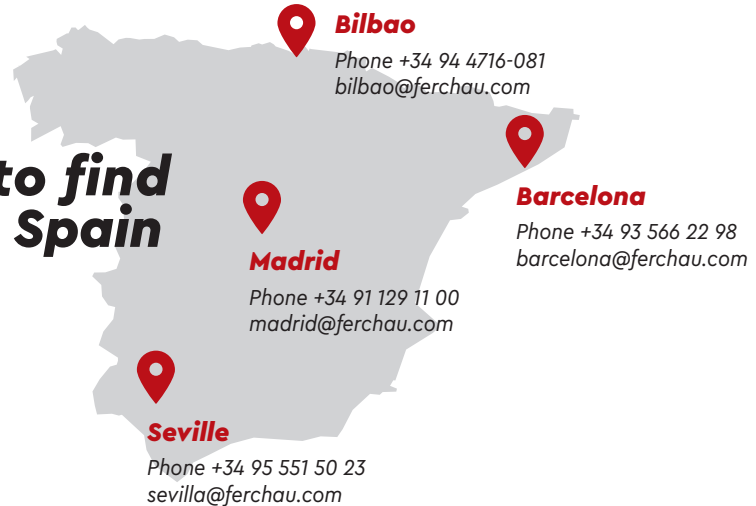 to find
Spain
Bilbao
Phone +34 94 4716-081
bilbao@ferchau.com
Barcelona
Phone +34 93 566 22 98
barcelona@ferchau.com
Madrid
Phone +34 91 129 11 00
madrid@ferchau.com
Seville
Phone +34 95 551 50 23
sevilla@ferchau.com